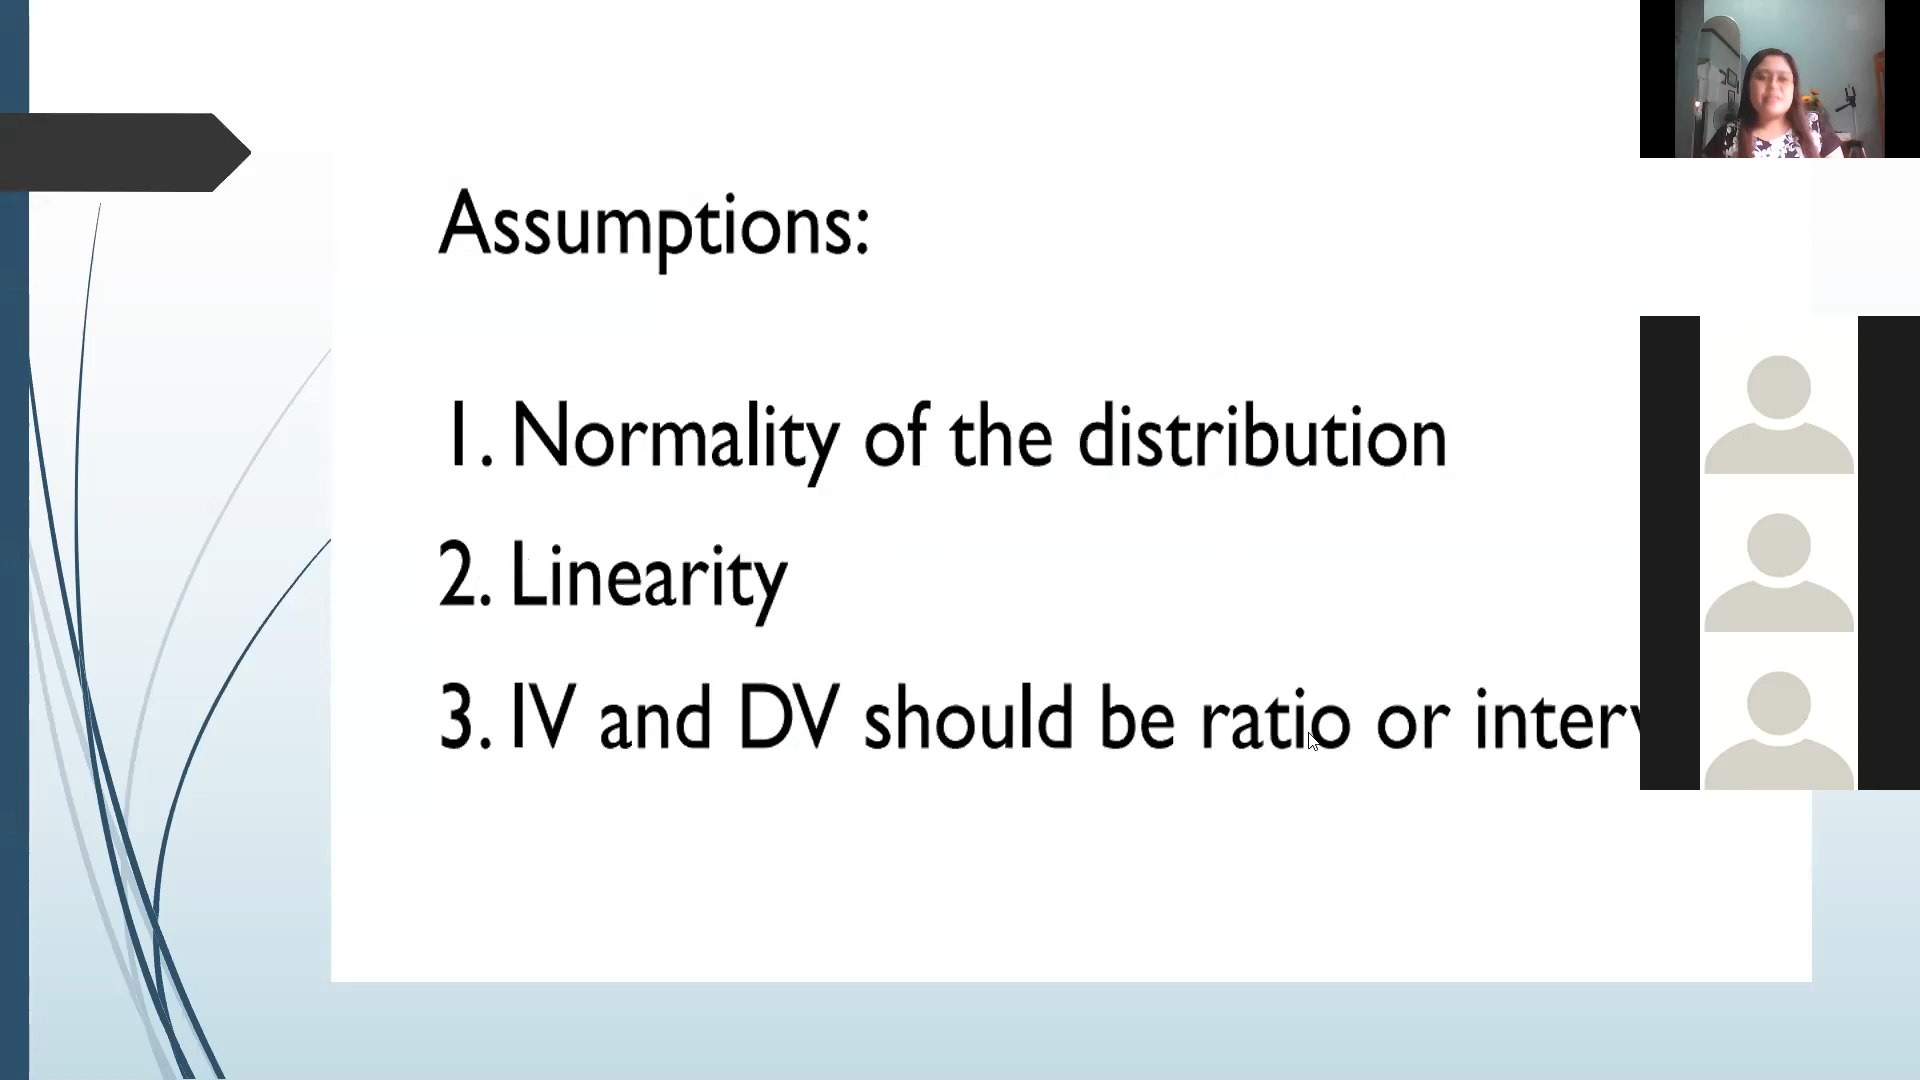 Assumptions:
1. Normality of the distribution
2. Linearity
3. IV and DV should be ratio or